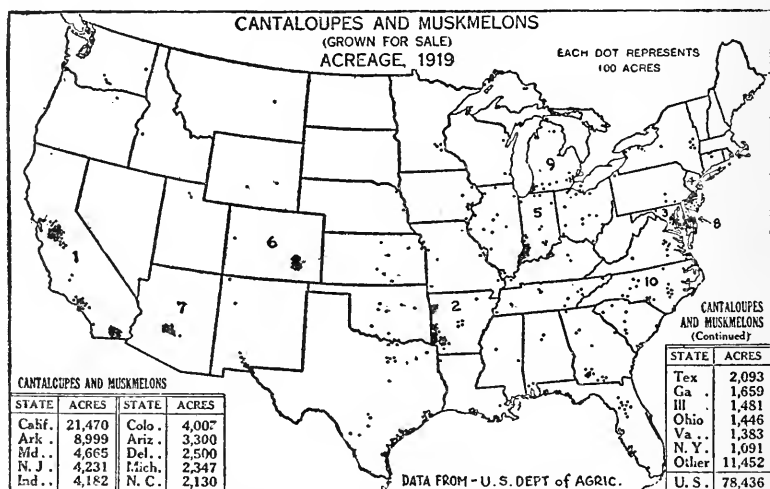 CANTALOUPES AND MUSKMELONS
(GROWN FOR SALE)
ACREAGE, 1919
EACH DOT REPRESENTS
100 ACRES
9
5
3
8
6
1
7
2
10
CANTALOUPES AND MUSKMELONS
STATE ACRES STATE ACRES
Calif. 21,470 Colo. 4,007
Ark. 8,999 Ariz. 3,300
Md.. 4,665 Del.. 2,500
N. J. 4,231 Mich. 2,347
Ind.. 4,182 N. C. 2,130
CANTALOUPES
AND MUSKMELONS
(Continued)
STATE ACRES
Tex 2,093
Ga. 1,659
Ill. 1,481
Ohio 1,446
Va.. 1,383
N. Y. 1,091
Other 11,452
U. S. 78,436
DATA FROM - U.S. DEPT of AGRIC.